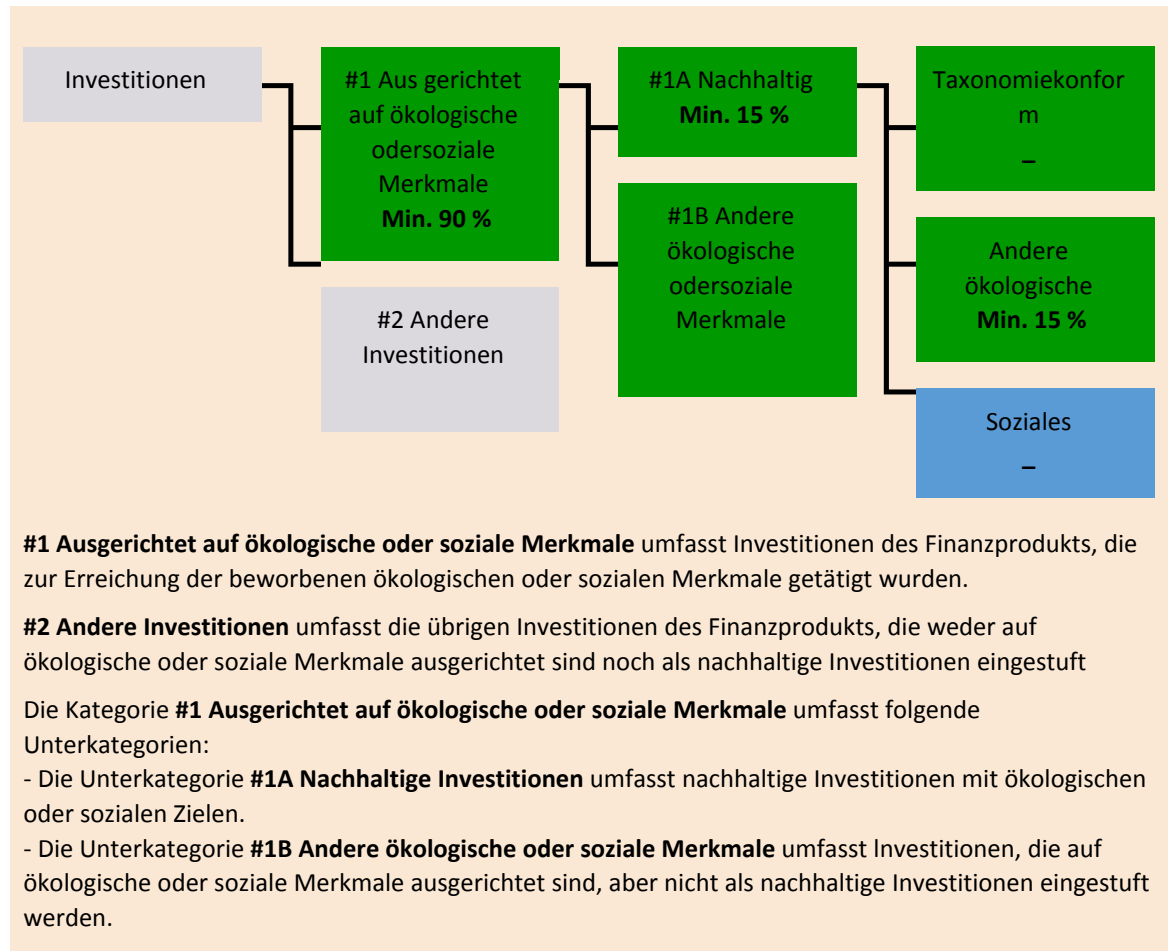 Investitionen
#1 Aus gerichtet
auf ökologische
odersoziale
Merkmale
Min. 90 %
#2 Andere
Investitionen
#1A Nachhaltig
Min. 15 %
#1B Andere
ökologische
odersoziale
Merkmale
Taxonomiekonfor
m
–
Andere
ökologische
Min. 15 %
Soziales
–
#1 Ausgerichtet auf ökologische oder soziale Merkmale umfasst Investitionen des Finanzprodukts, die
zur Erreichung der beworbenen ökologischen oder sozialen Merkmale getätigt wurden.
#2 Andere Investitionen umfasst die übrigen Investitionen des Finanzprodukts, die weder auf
ökologische oder soziale Merkmale ausgerichtet sind noch als nachhaltige Investitionen eingestuft
Die Kategorie #1 Ausgerichtet auf ökologische oder soziale Merkmale umfasst folgende
Unterkategorien:
- Die Unterkategorie #1A Nachhaltige Investitionen umfasst nachhaltige Investitionen mit ökologischen
oder sozialen Zielen.
- Die Unterkategorie #1B Andere ökologische oder soziale Merkmale umfasst lnvestitionen, die auf
ökologische oder soziale Merkmale ausgerichtet sind, aber nicht als nachhaltige Investitionen eingestuft
werden.